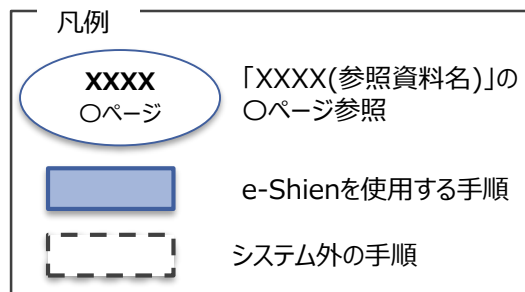 凡例
XXXX
〇ページ
「XXXX(参照資料名)」の
〇ページ参照
e-Shienを使用する手順
システム外の手順